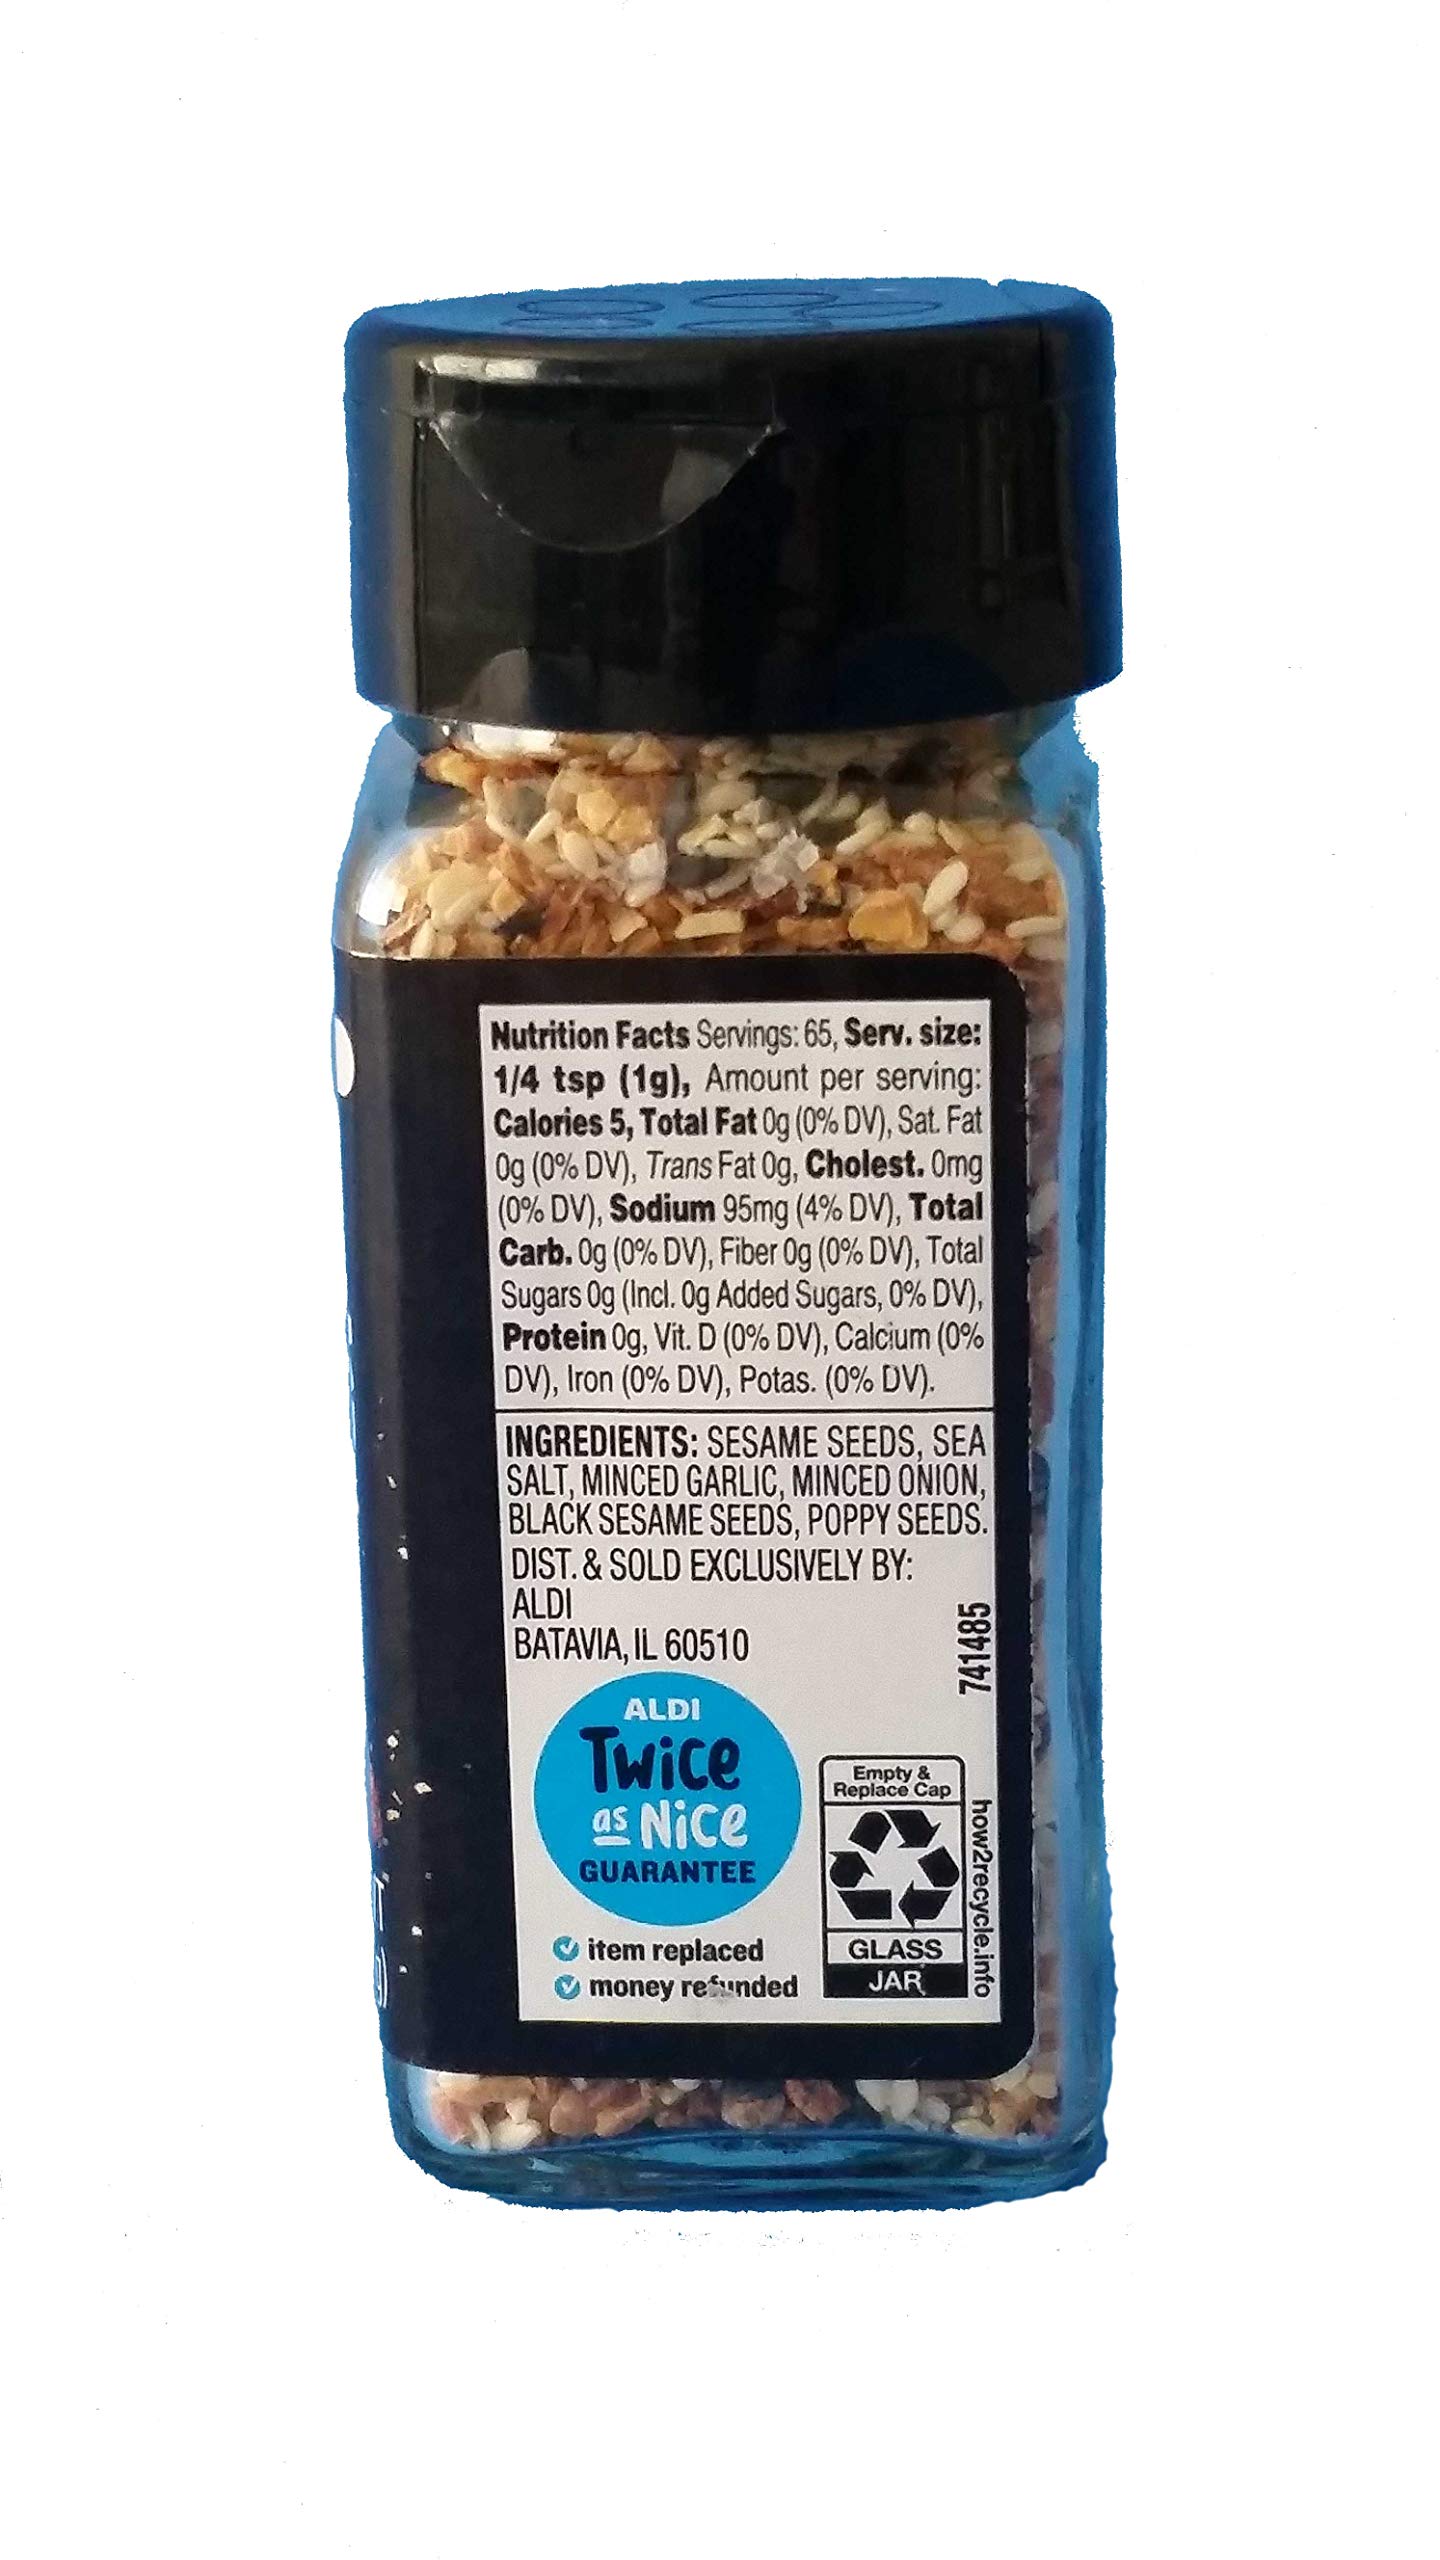 Nutrition Facts Servings: 65, Serv. size:
1/4 tsp (1g), Amount per serving:
Calories 5, Total Fat 0g (0% DV), Sat. Fat
0g (0% DV), Trans Fat 0g, Cholest. 0mg
(0% DV), Sodium 95mg (4% DV), Total
Carb. 0g (0% DV), Fiber 0g (0% DV), Total
Sugars 0g (Incl. 0g Added Sugars, 0% DV),
Protein 0g, Vit. D (0% DV), Calcium (0%
DV), Iron (0% DV), Potas. (0% DV).
INGREDIENTS: SESAME SEEDS, SEA
SALT, MINCED GARLIC, MINCED ONION,
BLACK SESAME SEEDS, POPPY SEEDS.
DIST. & SOLD EXCLUSIVELY BY:
ALDI
BATAVIA, IL 60510
741485
ALDI
Twice
as Nice
GUARANTEE
item replaced
money refunded
Empty &
Replace Cap
GLASS
JAR
how2recycle.info